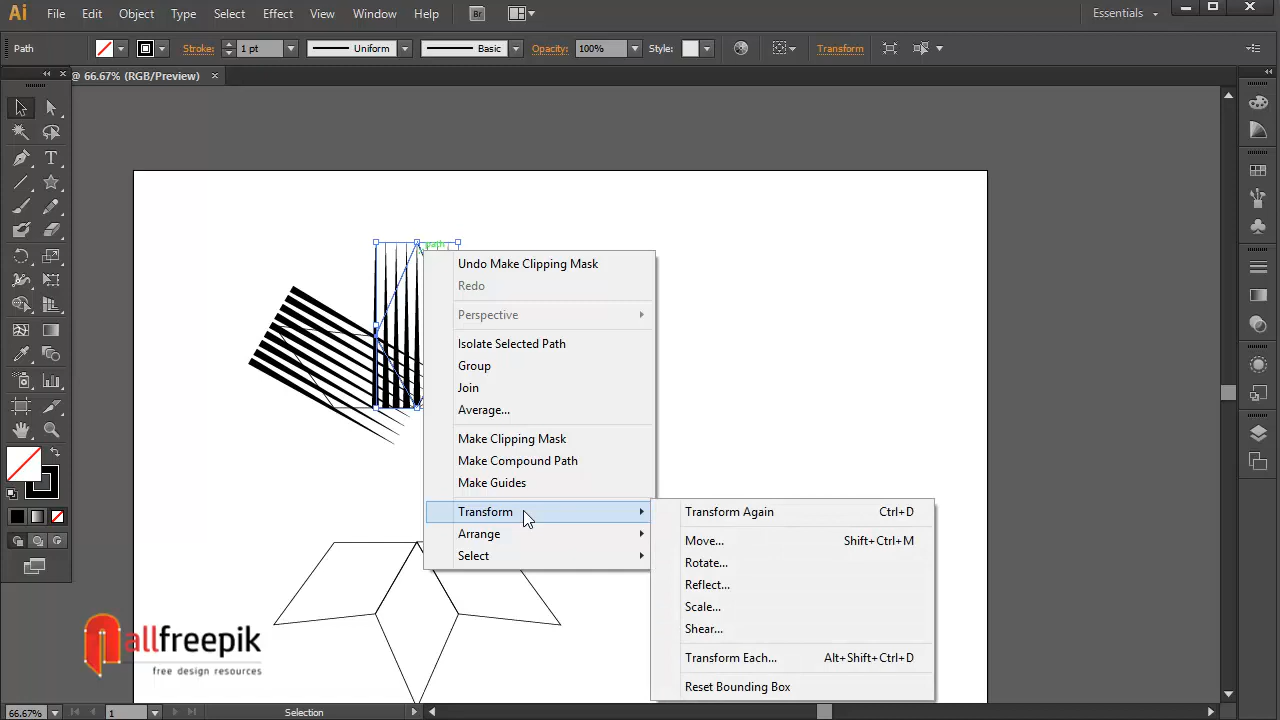 Ai File Edit Object Type Select Effect View Window Help Br Essentials
Path Stroke: 1 pt Uniform Basic Opacity: 100% Style: Transform
@ 66.67% (RGB/Preview)
path
Undo Make Clipping Mask
Redo
Perspective
Isolate Selected Path
Group
Join
Average...
Make Clipping Mask
Make Compound Path
Make Guides
Transform
Arrange
Select
Transform Again Ctrl+D
Move... Shift+Ctrl+M
Rotate...
Reflect...
Scale...
Shear...
Transform Each... Alt+Shift+Ctrl+D
Reset Bounding Box
allfreepik
free design resources
66.67% 1 Selection